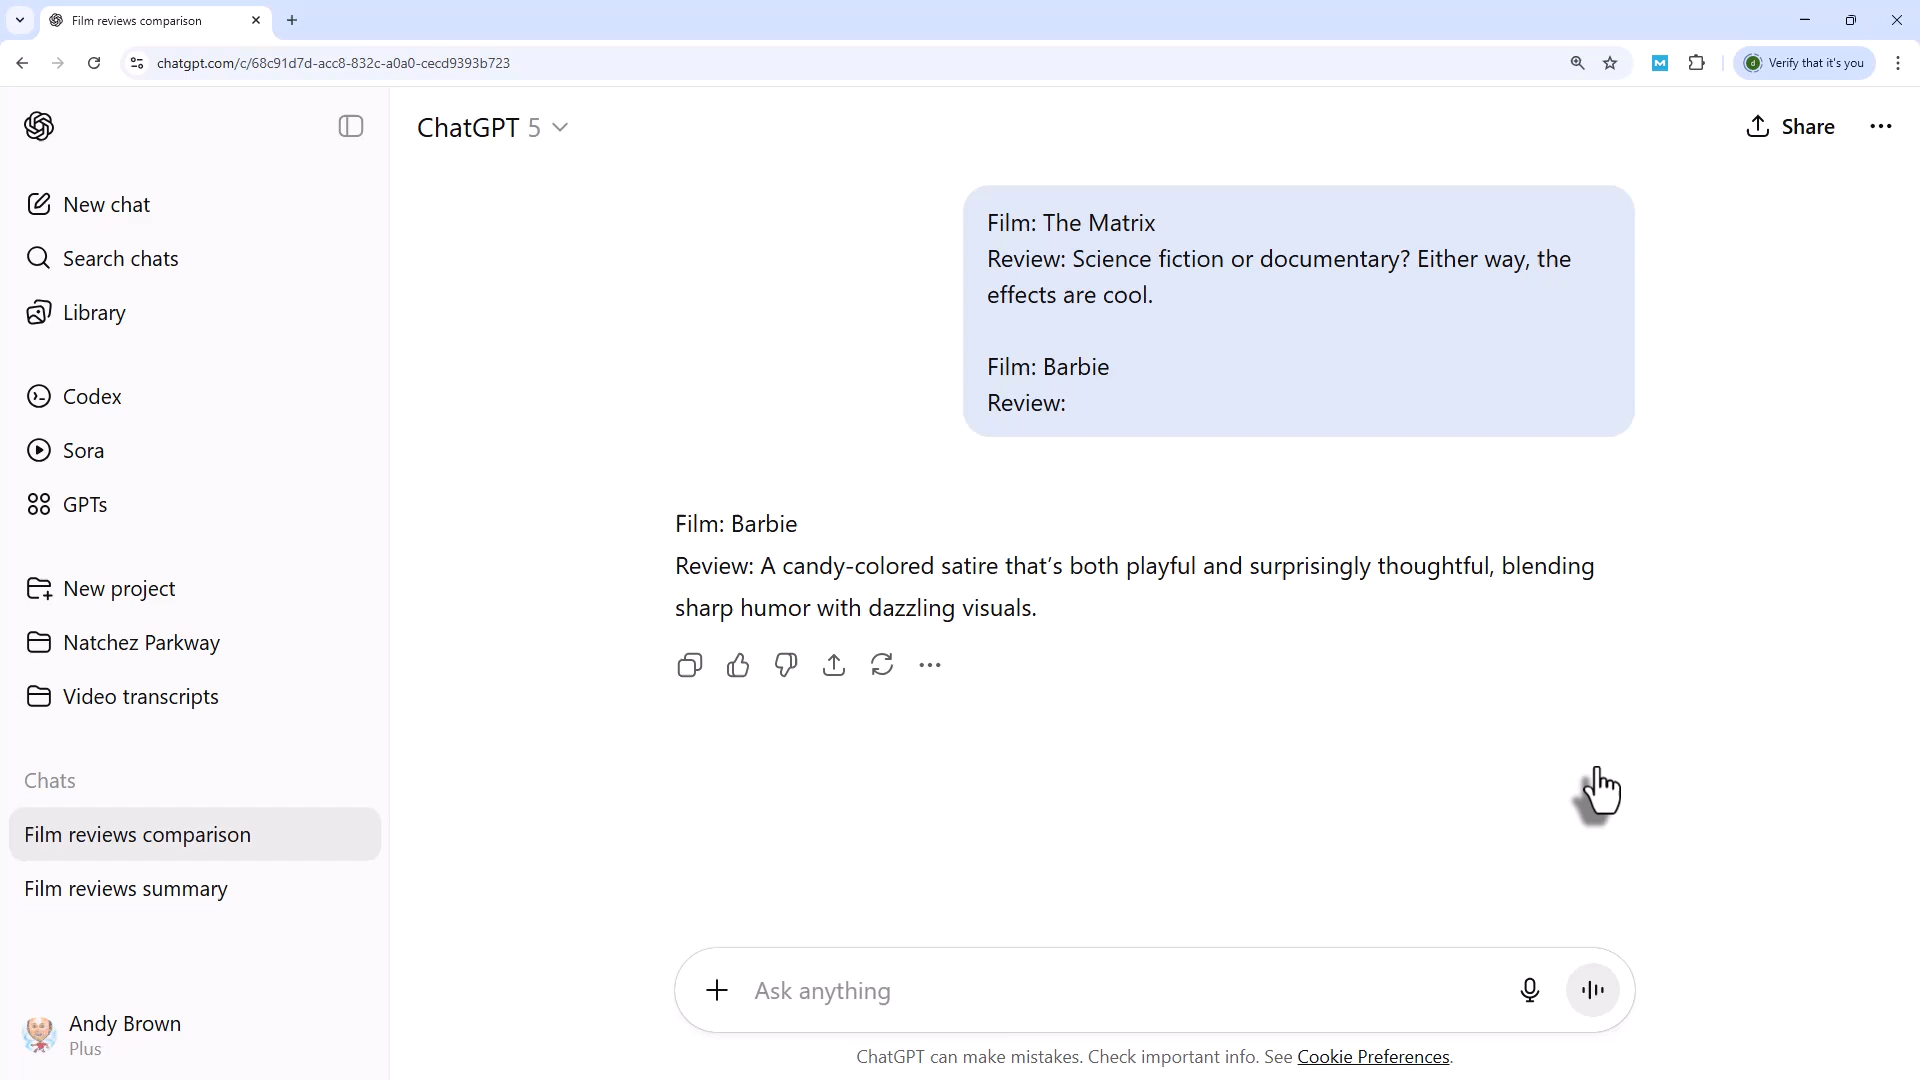 Film reviews comparison
chatgpt.com/c/68c91d7d-acc8-832c-a0a0-cecd9393b723
M
d
Verify that it's you
ChatGPT 5
Share
New chat
Search chats
Library
Codex
Sora
GPTs
New project
Natchez Parkway
Video transcripts
Chats
Film reviews comparison
Film reviews summary
Andy Brown
Plus
Film: The Matrix
Review: Science fiction or documentary? Either way, the
effects are cool.
Film: Barbie
Review:
Film: Barbie
Review: A candy-colored satire that’s both playful and surprisingly thoughtful, blending
sharp humor with dazzling visuals.
Ask anything
ChatGPT can make mistakes. Check important info. See Cookie Preferences.